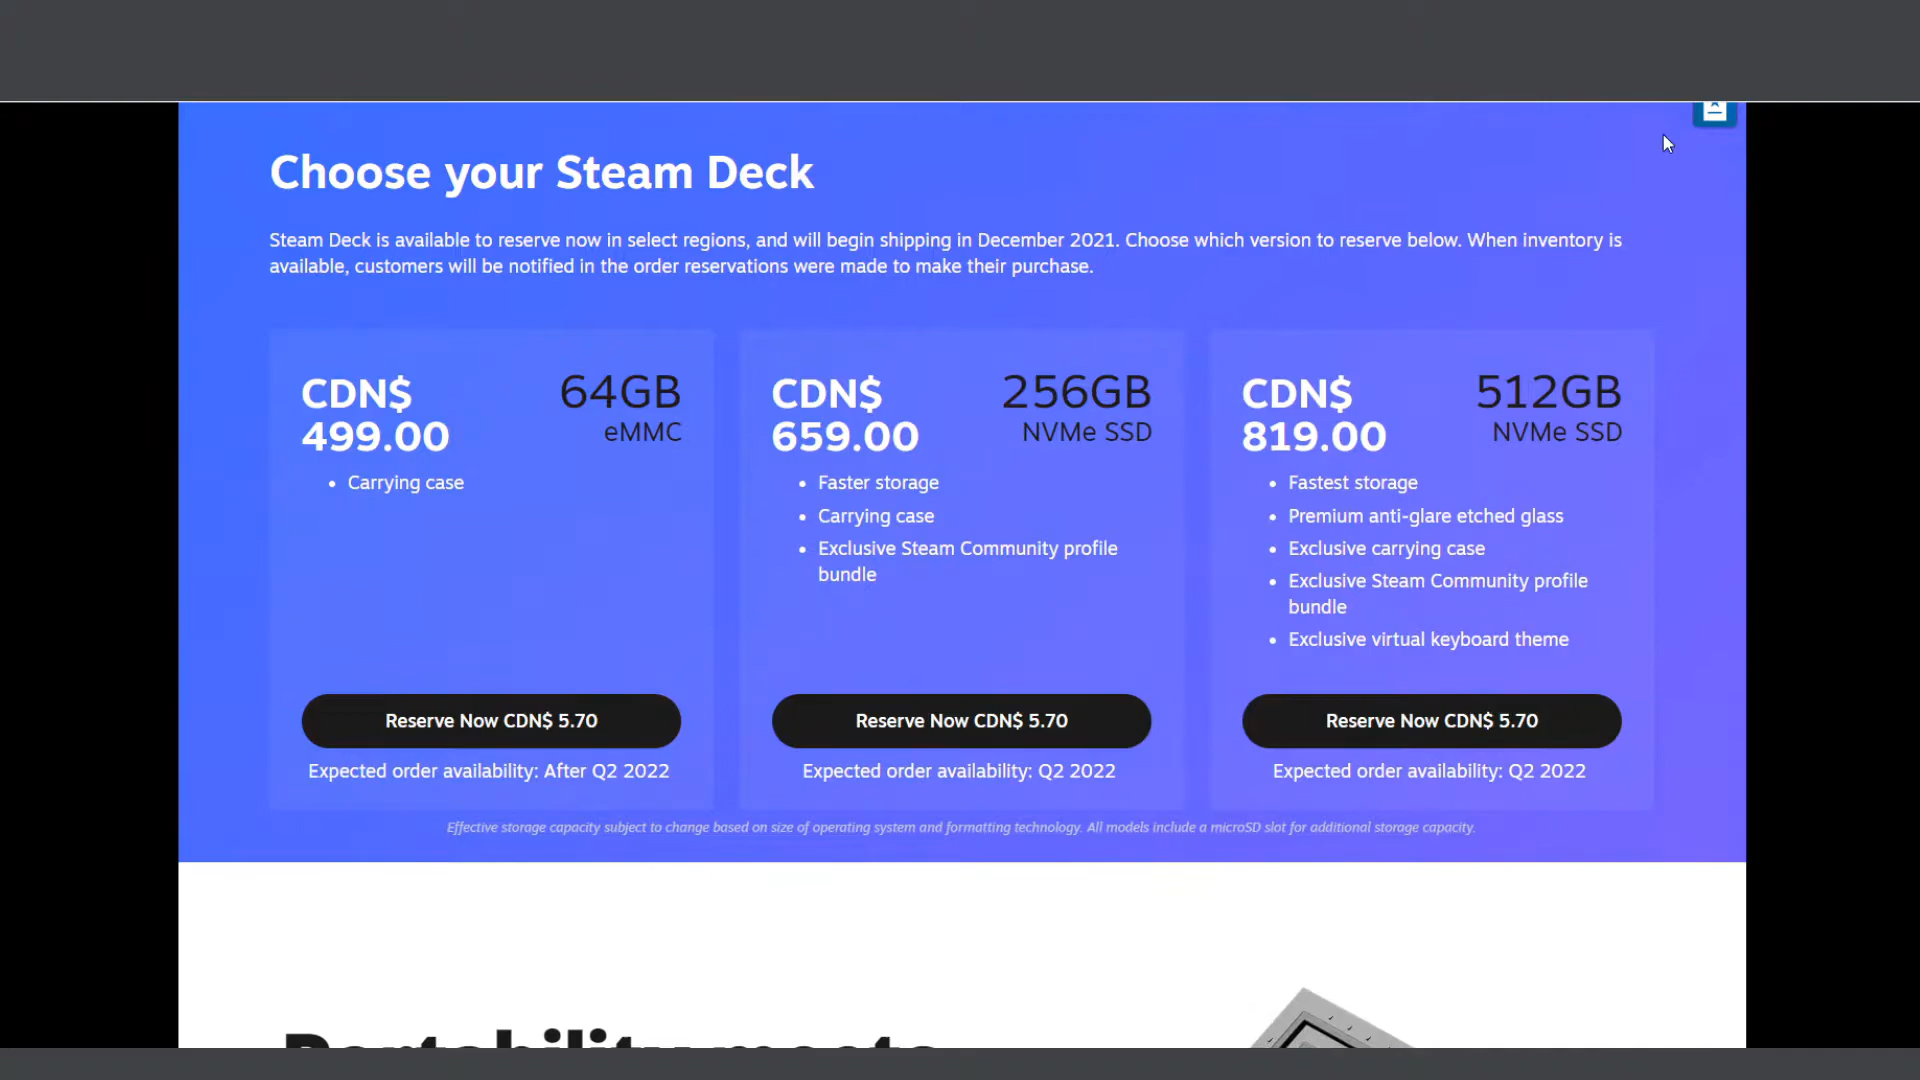 Choose your Steam Deck
Steam Deck is available to reserve now in select regions, and will begin shipping in December 2021. Choose which version to reserve below. When inventory is
available, customers will be notified in the order reservations were made to make their purchase.
CDN$
499.00
64GB
eMMC
• Carrying case
Reserve Now CDN$ 5.70
Expected order availability: After Q2 2022
CDN$
659.00
256GB
NVMe SSD
• Faster storage
• Carrying case
• Exclusive Steam Community profile
bundle
Reserve Now CDN$ 5.70
Expected order availability: Q2 2022
CDN$
819.00
512GB
NVMe SSD
• Fastest storage
• Premium anti-glare etched glass
• Exclusive carrying case
• Exclusive Steam Community profile
bundle
• Exclusive virtual keyboard theme
Reserve Now CDN$ 5.70
Expected order availability: Q2 2022
Effective storage capacity subject to change based on size of operating system and formatting technology. All models include a microSD slot for additional storage capacity.
Portability meets